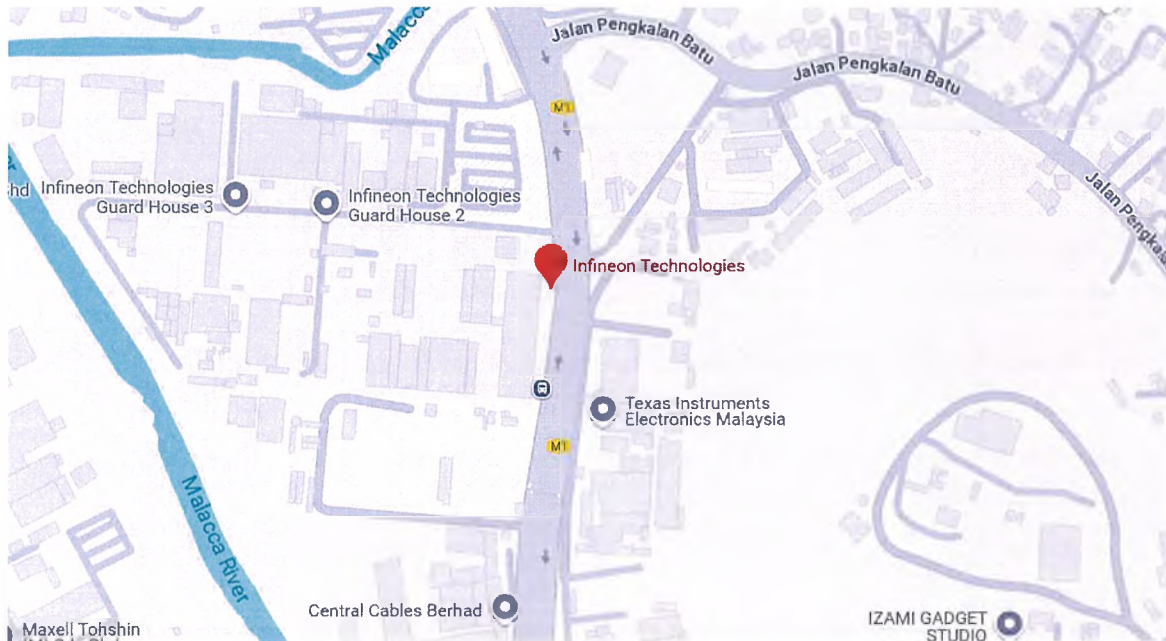 Malacca
Jalan Pengkalan Batu
Jalan Pengkalan Batu
M1
Infineon Technologies
Guard House 3
Infineon Technologies
Guard House 2
Jalan
Infineon Technologies
Texas Instruments
Electronics Malaysia
M1
Malacca River
Central Cables Berhad
IZAMI GADGET
STUDIO
Maxell Tohshin